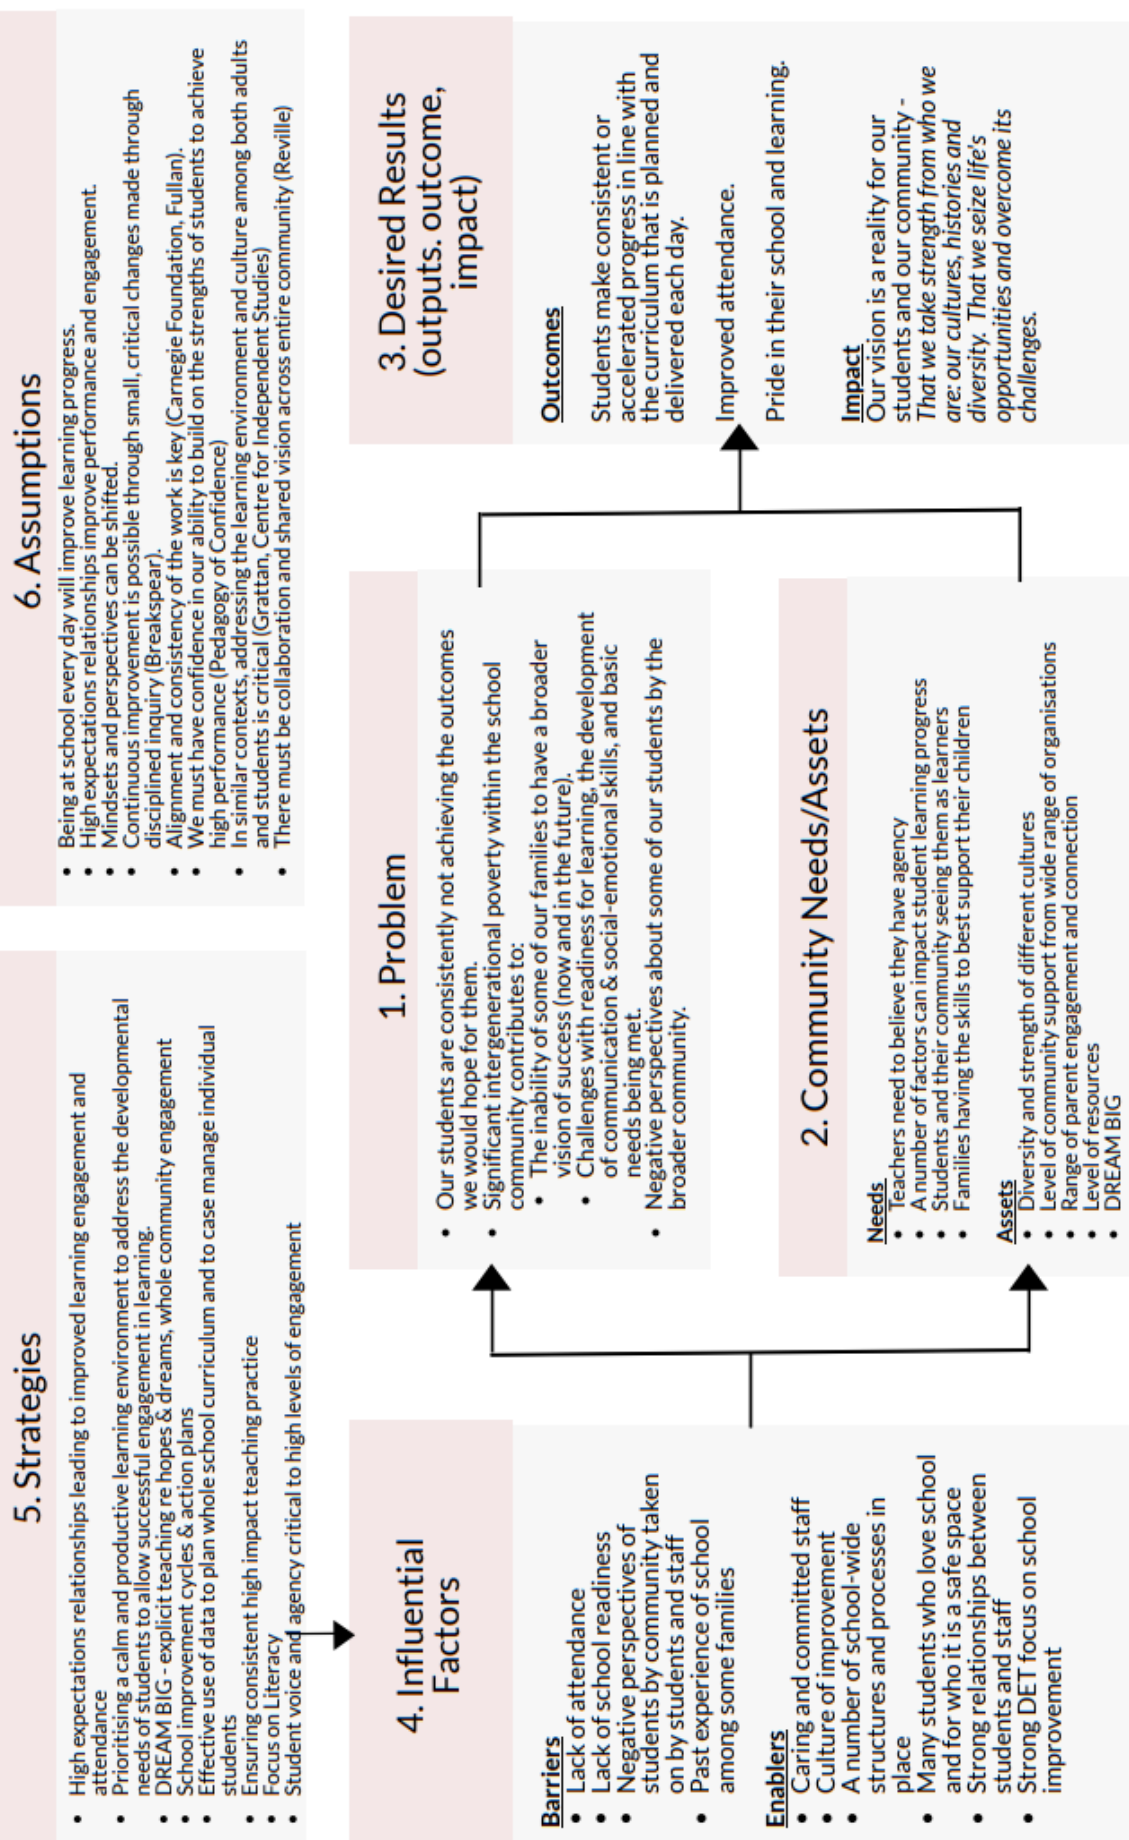 5. Strategies
• High expectations relationships leading to improved learning engagement and
attendance
• Prioritising a calm and productive learning environment to address the developmental
needs of students to allow successful engagement in learning.
• DREAM BIG - explicit teaching re hopes & dreams, whole community engagement
• School improvement cycles & action plans
• Effective use of data to plan whole school curriculum and to case manage individual
students
• Ensuring consistent high impact teaching practice
• Focus on Literacy
• Student voice and agency critical to high levels of engagement
6. Assumptions
• Being at school every day will improve learning progress.
• High expectations relationships improve performance and engagement.
• Mindsets and perspectives can be shifted.
• Continuous improvement is possible through small, critical changes made through
disciplined inquiry (Breakspear).
• Alignment and consistency of the work is key (Carnegie Foundation, Fullan).
• We must have confidence in our ability to build on the strengths of students to achieve
high performance (Pedagogy of Confidence)
• In similar contexts, addressing the learning environment and culture among both adults
and students is critical (Grattan, Centre for Independent Studies)
• There must be collaboration and shared vision across entire community (Reville)
4. Influential
Factors
Barriers
• Lack of attendance
• Lack of school readiness
• Negative perspectives of
students by community taken
on by students and staff
• Past experience of school
among some families
Enablers
• Caring and committed staff
• Culture of improvement
• A number of school-wide
structures and processes in
place
• Many students who love school
and for who it is a safe space
• Strong relationships between
students and staff
• Strong DET focus on school
improvement
1. Problem
• Our students are consistently not achieving the outcomes
we would hope for them.
• Significant intergenerational poverty within the school
community contributes to:
• The inability of some of our families to have a broader
vision of success (now and in the future).
• Challenges with readiness for learning, the development
of communication & social-emotional skills, and basic
needs being met.
• Negative perspectives about some of our students by the
broader community.
2. Community Needs/Assets
Needs
• Teachers need to believe they have agency
• A number of factors can impact student learning progress
• Students and their community seeing them as learners
• Families having the skills to best support their children
Assets
• Diversity and strength of different cultures
• Level of community support from wide range of organisations
• Range of parent engagement and connection
• Level of resources
• DREAM BIG
3. Desired Results
(outputs. outcome,
impact)
Outcomes
Students make consistent or
accelerated progress in line with
the curriculum that is planned and
delivered each day.
Improved attendance.
Pride in their school and learning.
Impact
Our vision is a reality for our
students and our community -
That we take strength from who we
are: our cultures, histories and
diversity. That we seize life's
opportunities and overcome its
challenges.